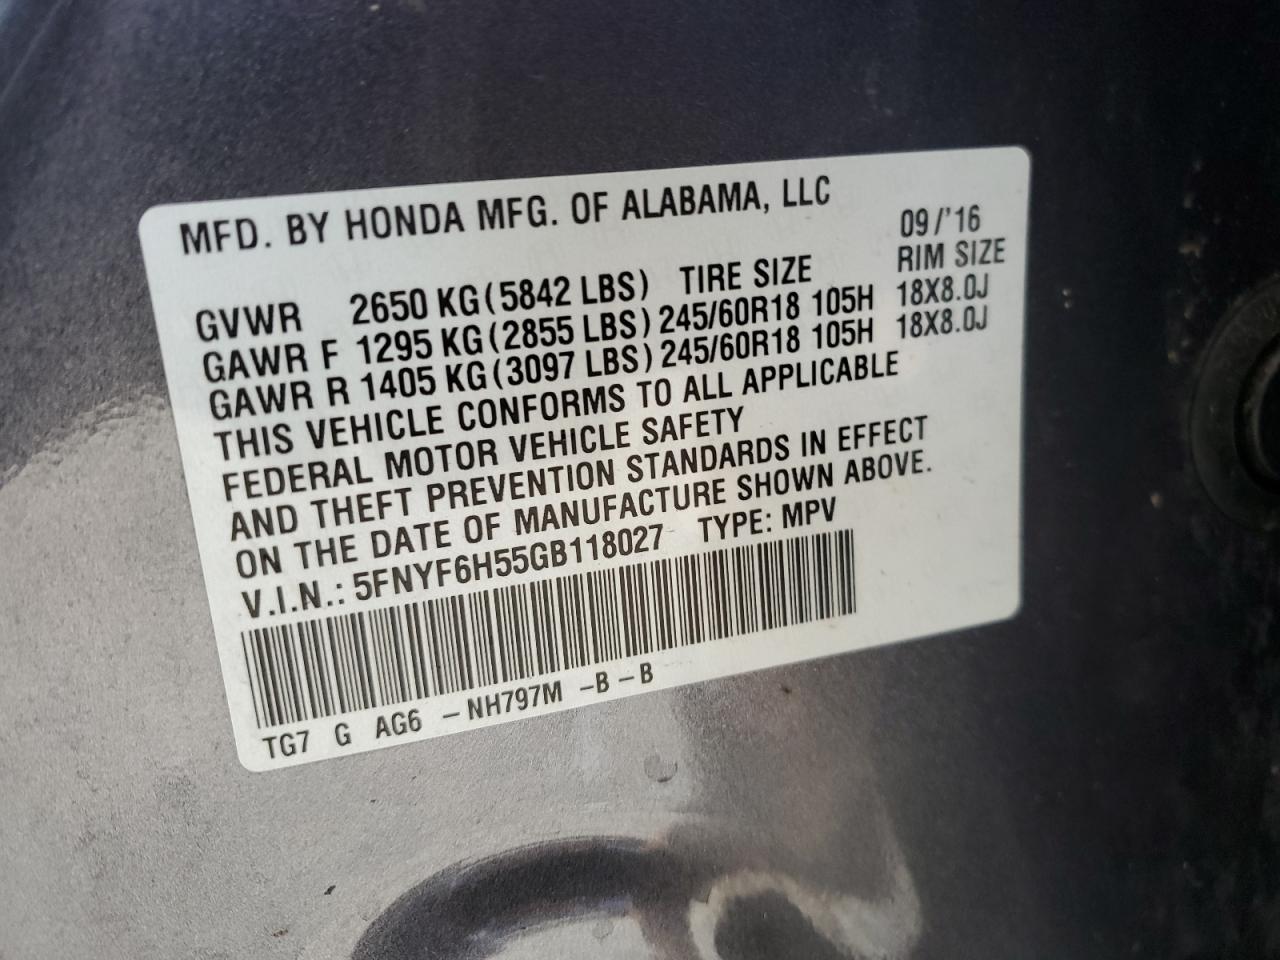 MFD. BY HONDA MFG. OF ALABAMA, LLC
09/'16
GVWR 2650 KG(5842 LBS) TIRE SIZE RIM SIZE
GAWR F 1295 KG(2855 LBS) 245/60R18 105H 18X8.0J
GAWR R 1405 KG(3097 LBS) 245/60R18 105H 18X8.0J
THIS VEHICLE CONFORMS TO ALL APPLICABLE
FEDERAL MOTOR VEHICLE SAFETY
AND THEFT PREVENTION STANDARDS IN EFFECT
ON THE DATE OF MANUFACTURE SHOWN ABOVE.
V.I.N.: 5FNYF6H55GB118027 TYPE: MPV
TG7 G AG6 -NH797M -B-B